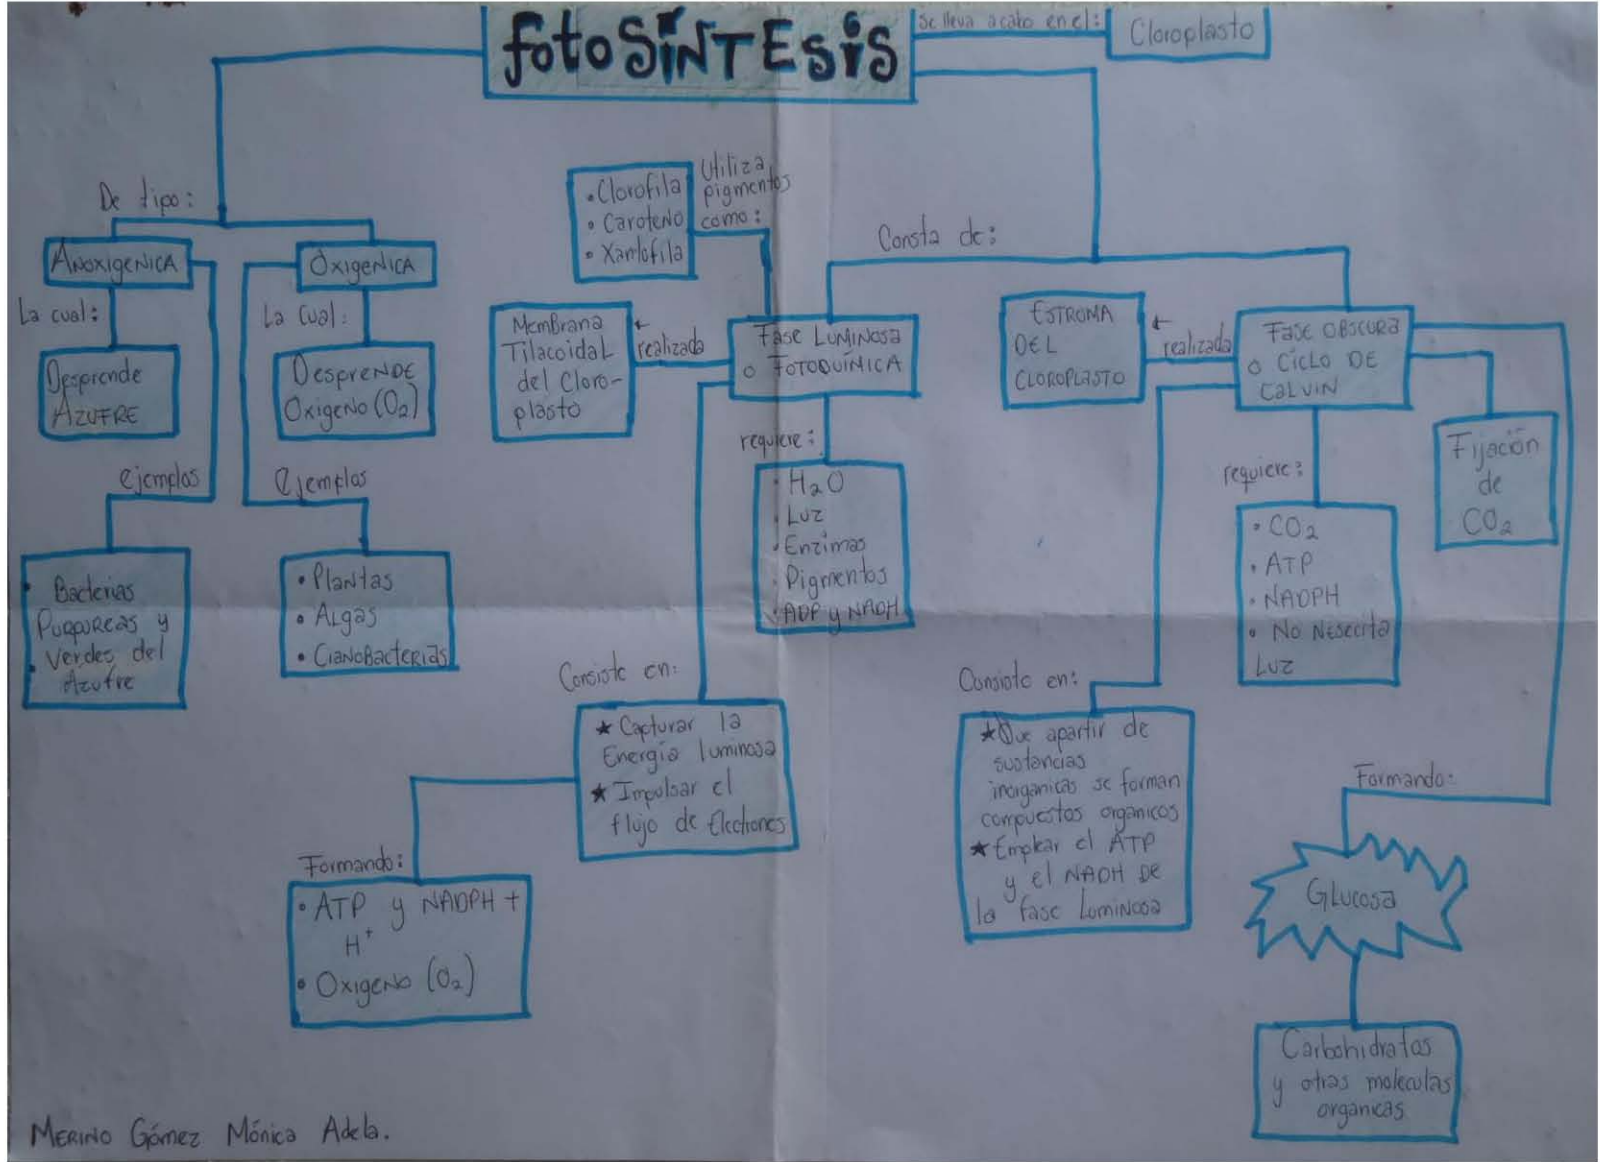 fotoSíNTEsis
Se lleva a cabo en el:
Cloroplasto
De tipo:
Anoxigenica
La cual:
Desprende
Azufre
ejemplos
• Bacterias
Purpureas y
• Verdes del
Azufre
Oxigenica
La cual:
Desprende
Oxigeno (O₂)
Ejemplos
• Plantas
• Algas
• Cianobacterias
Consta de:
Utiliza
pigmentos
como:
• Clorofila
• Caroteno
• Xantofila
Fase Luminosa
o Fotoquímica
← realizada
Membrana
Tilacoidal
del Cloro-
plasto
requiere:
• H₂O
• Luz
• Enzimas
• Pigmentos
• ADP y NADH
Consiste en:
★ Capturar la
Energía luminosa
★ Impulsar el
flujo de Electrones
Formando:
• ATP y NADPH +
H⁺
• Oxigeno (O₂)
Fase Obscura
o Ciclo de
Calvin
← realizada
Estroma
del
cloroplasto
requiere:
• CO₂
• ATP
• NADPH
• No Nesecita
Luz
Fijación
de
CO₂
Consiste en:
★ Que apartir de
sustancias
inorganicas se forman
compuestos organicos
★ Emplear el ATP
y el NADH de
la fase Luminosa
Formando:
Glucosa
Carbohidratos
y otras moleculas
organicas
Merino Gómez Mónica Adela.